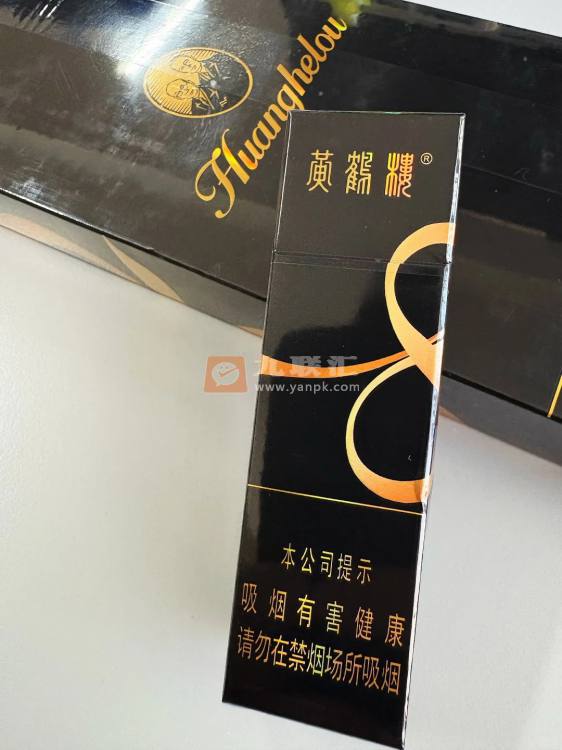 Huanghelou
黃鶴樓®
九联汇
www.yanpk.com
本公司提示
吸烟有害健康
请勿在禁烟场所吸烟